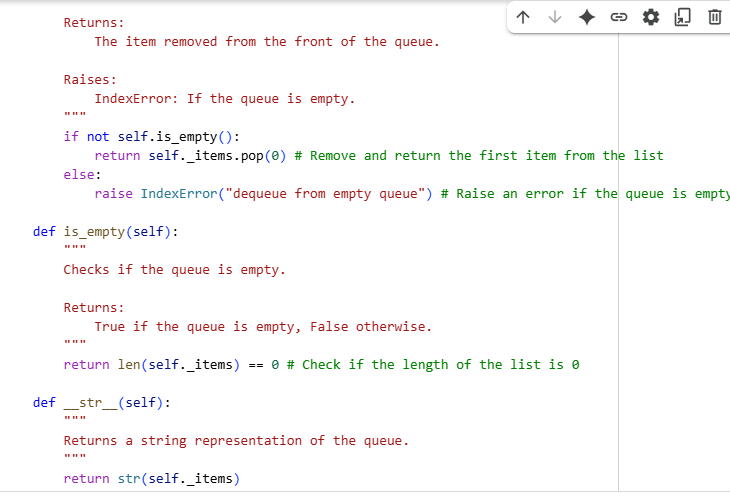 Returns:
The item removed from the front of the queue.
Raises:
IndexError: If the queue is empty.
"""
if not self.is_empty():
return self._items.pop(0) # Remove and return the first item from the list
else:
raise IndexError("dequeue from empty queue") # Raise an error if the queue is empty
def is_empty(self):
"""
Checks if the queue is empty.
Returns:
True if the queue is empty, False otherwise.
"""
return len(self._items) == 0 # Check if the length of the list is 0
def __str__(self):
"""
Returns a string representation of the queue.
"""
return str(self._items)